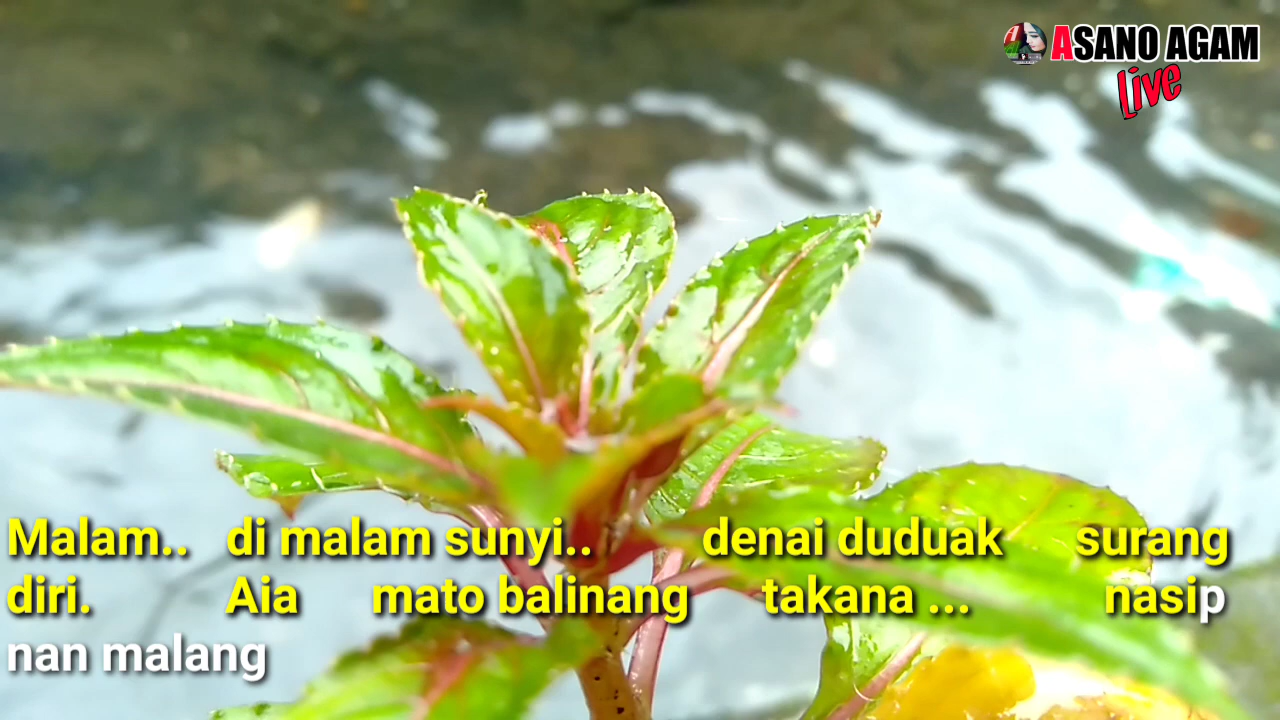 ASANO AGAM
Live
Malam.. di malam sunyi.. denai duduak surang
diri. Aia mato balinang takana ... nasip
nan malang